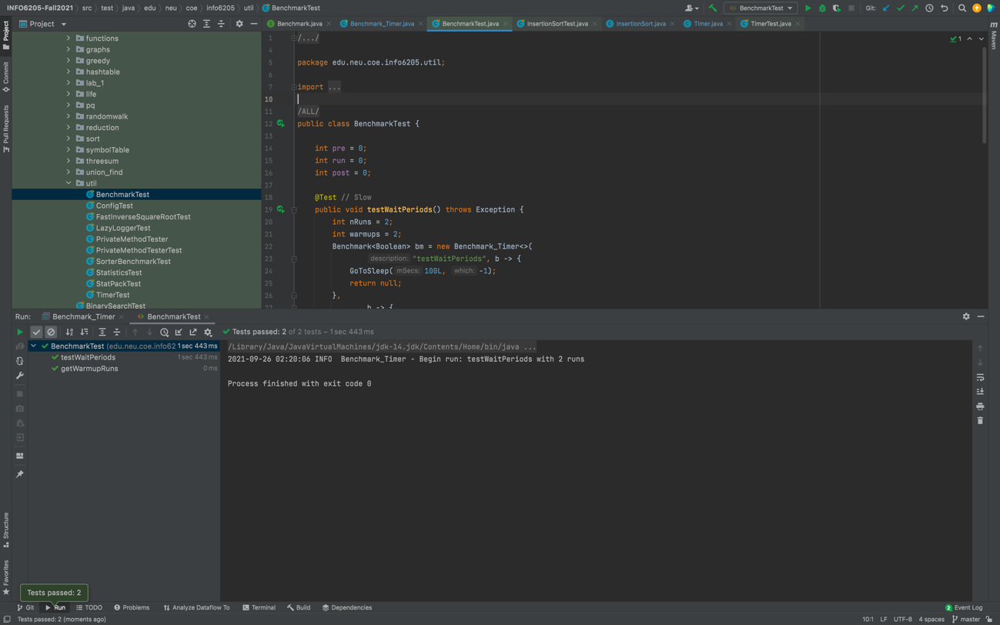 INFO6205-Fall2021 › src › test › java › edu › neu › coe › info6205 › util › BenchmarkTest
BenchmarkTest
Git:
Project
Benchmark.java
Benchmark_Timer.java
BenchmarkTest.java
InsertionSortTest.java
InsertionSort.java
Timer.java
TimerTest.java
Project
Commit
Pull Requests
Structure
Favorites
Maven
functions
graphs
greedy
hashtable
lab_1
life
pq
randomwalk
reduction
sort
symbolTable
threesum
union_find
util
BenchmarkTest
ConfigTest
FastInverseSquareRootTest
LazyLoggerTest
PrivateMethodTester
PrivateMethodTesterTest
SorterBenchmarkTest
StatisticsTest
StatPackTest
TimerTest
BinarySearchTest
1 /.../
4
5 package edu.neu.coe.info6205.util;
6
7 import ...
10
11 /ALL/
12 public class BenchmarkTest {
13
14 int pre = 0;
15 int run = 0;
16 int post = 0;
17
18 @Test // Slow
19 public void testWaitPeriods() throws Exception {
20 int nRuns = 2;
21 int warmups = 2;
22 Benchmark<Boolean> bm = new Benchmark_Timer<>(
23 description: "testWaitPeriods", b -> {
24 GoToSleep( mSecs: 100L, which: -1);
25 return null;
26 },
27 b -> {
1
Run: Benchmark_Timer BenchmarkTest
Tests passed: 2 of 2 tests – 1 sec 443 ms
BenchmarkTest (edu.neu.coe.info62 1 sec 443 ms
testWaitPeriods 1 sec 443 ms
getWarmupRuns 0 ms
/Library/Java/JavaVirtualMachines/jdk-14.jdk/Contents/Home/bin/java ...
2021-09-26 02:20:06 INFO  Benchmark_Timer - Begin run: testWaitPeriods with 2 runs
Process finished with exit code 0
Tests passed: 2
Git Run TODO Problems Analyze Dataflow To Terminal Build Dependencies
2 Event Log
Tests passed: 2 (moments ago)
10:1 LF UTF-8 4 spaces master